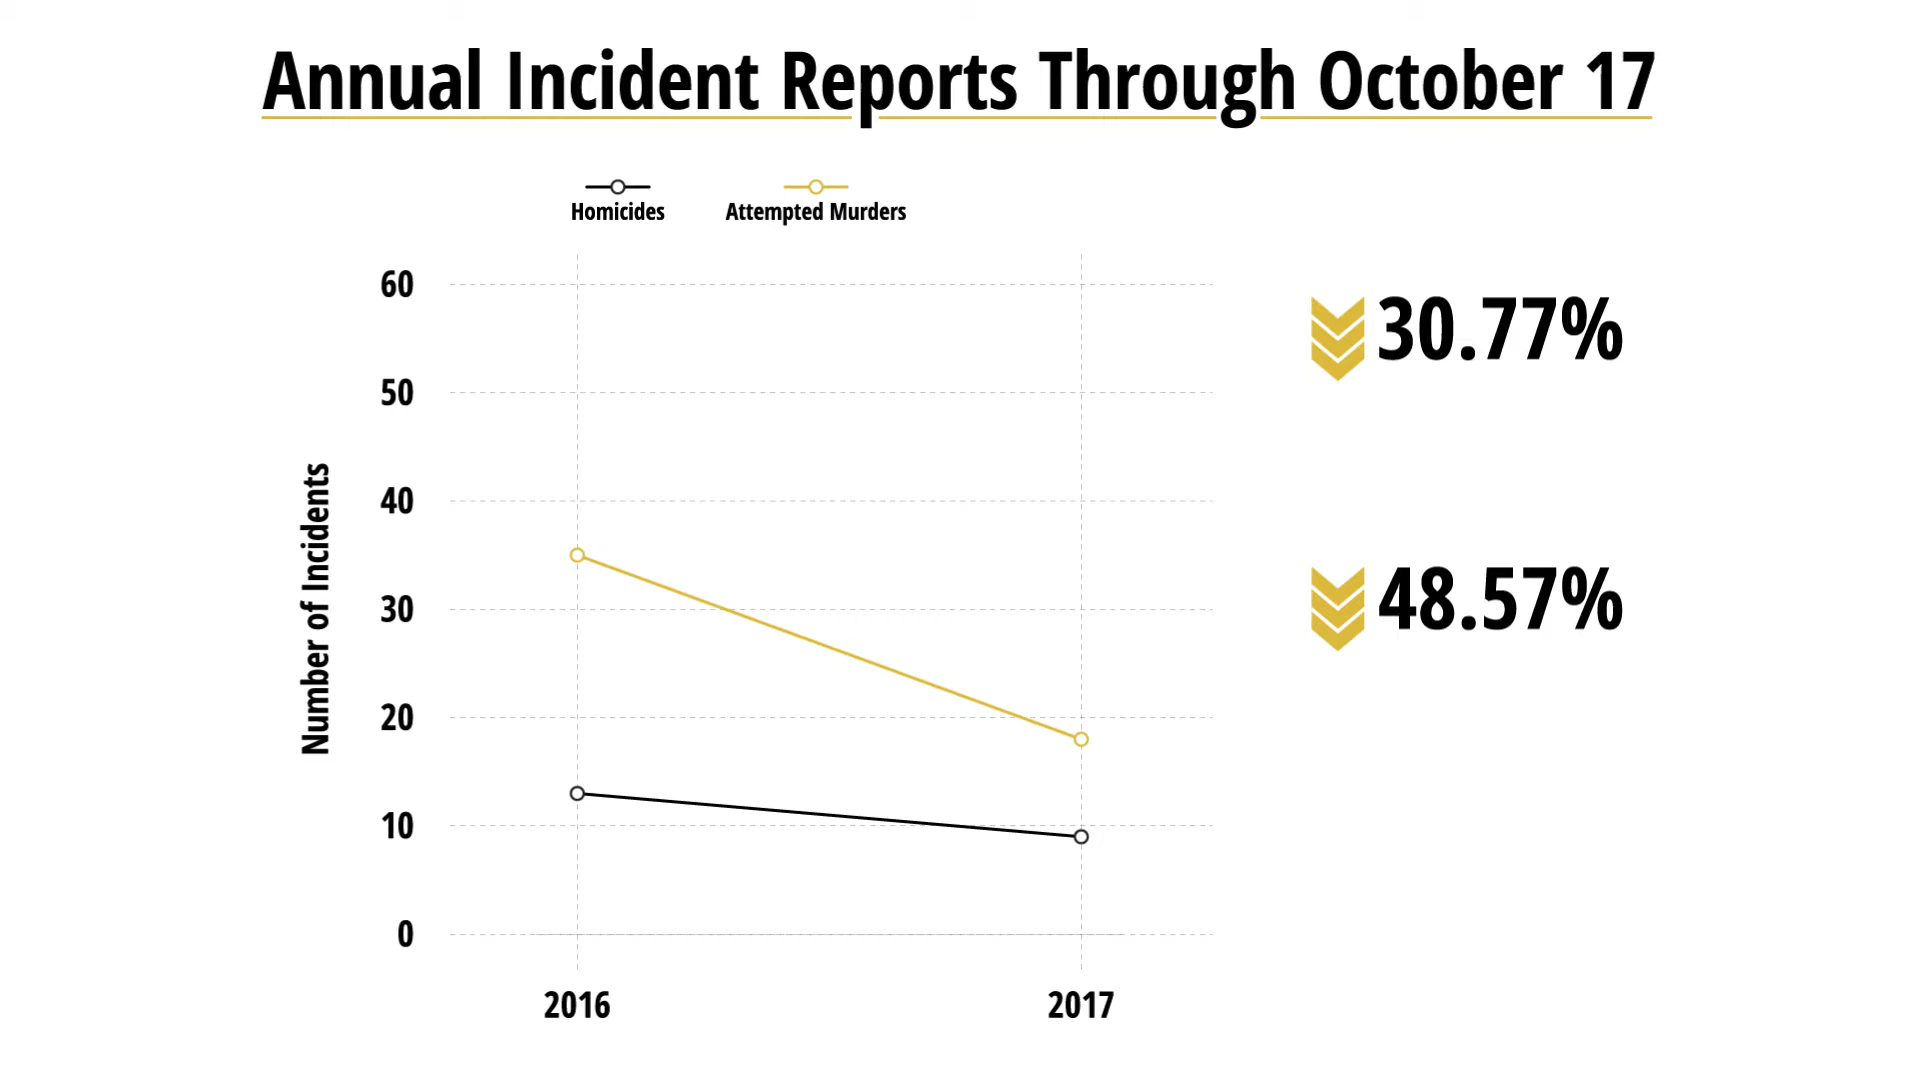 Annual Incident Reports Through October 17
Homicides
Attempted Murders
60
50
40
30
20
10
0
Number of Incidents
2016
2017
30.77%
48.57%